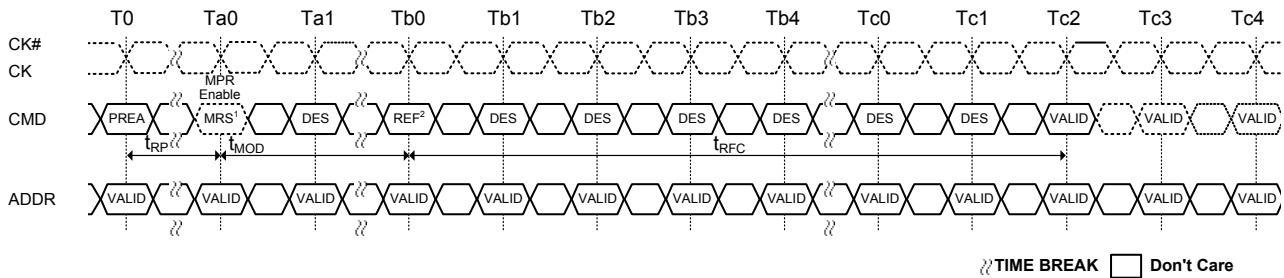 T0 Ta0 Ta1 Tb0 Tb1 Tb2 Tb3 Tb4 Tc0 Tc1 Tc2 Tc3 Tc4
CK#
CK
MPR
Enable
CMD PREA MRS¹ DES REF² DES DES DES DES DES DES VALID VALID VALID
tRP tMOD tRFC
ADDR VALID VALID VALID VALID VALID VALID VALID VALID VALID VALID VALID VALID VALID
TIME BREAK Don't Care